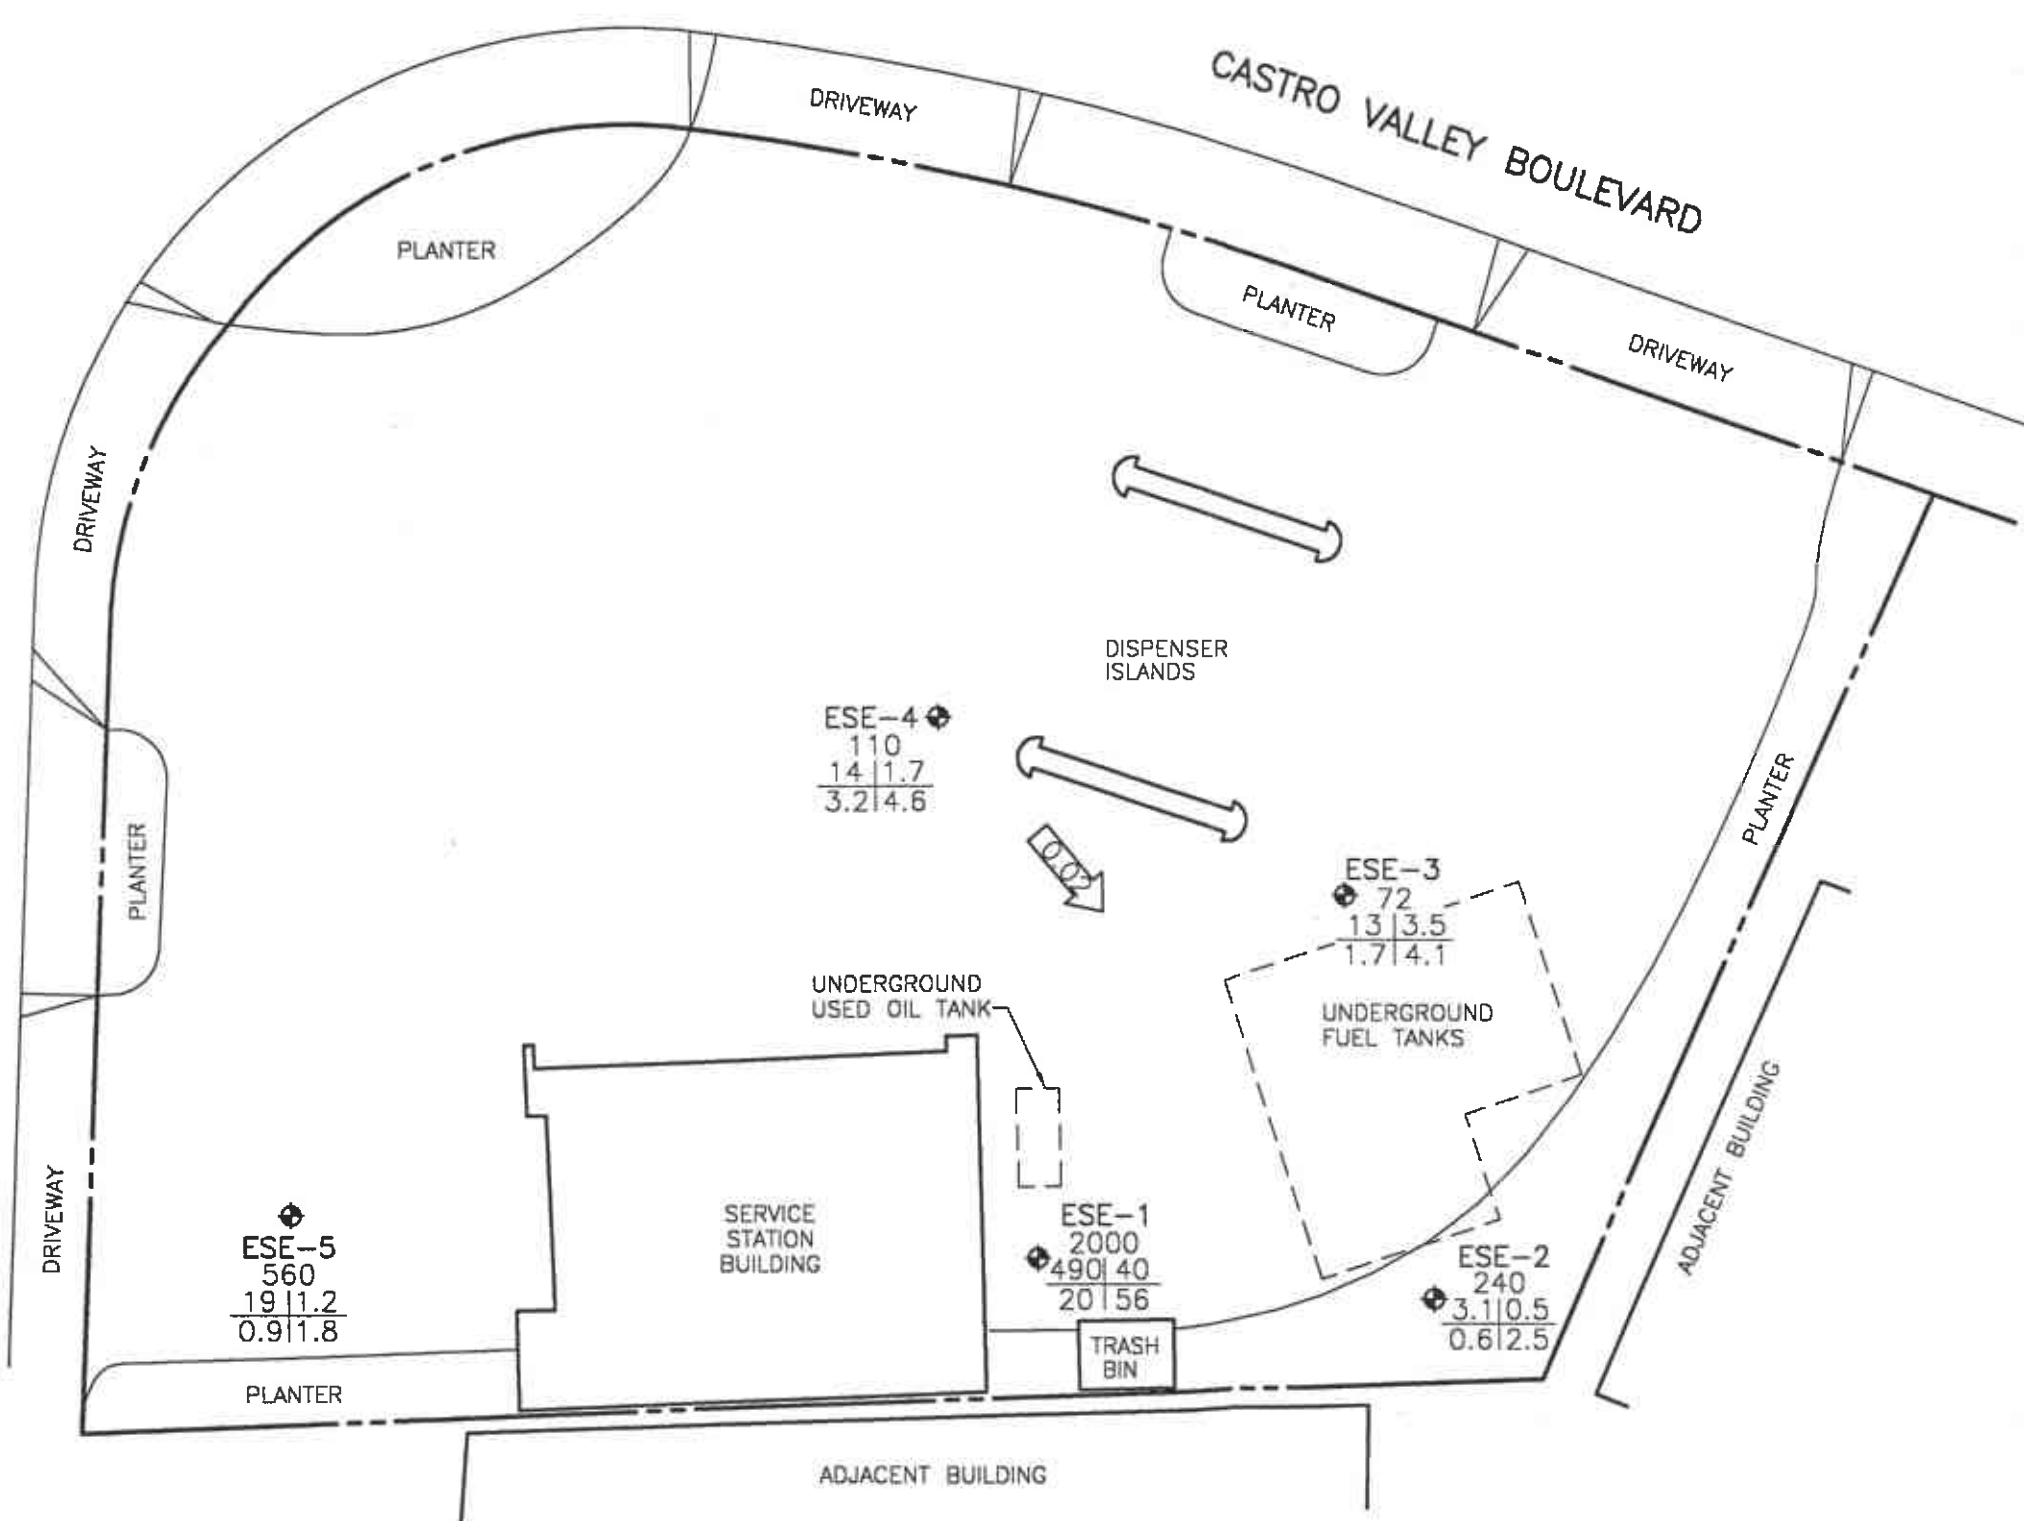 CASTRO VALLEY BOULEVARD
DRIVEWAY
PLANTER
PLANTER
DRIVEWAY
DRIVEWAY
DISPENSER
ISLANDS
ESE-4
110
14 | 1.7
3.2 | 4.6
0.02
PLANTER
PLANTER
ESE-3
72
13 | 3.5
1.7 | 4.1
UNDERGROUND
USED OIL TANK
UNDERGROUND
FUEL TANKS
ADJACENT BUILDING
DRIVEWAY
ESE-5
560
19 | 1.2
0.9 | 1.8
SERVICE
STATION
BUILDING
ESE-1
2000
490 | 40
20 | 56
ESE-2
240
3.1 | 0.5
0.6 | 2.5
TRASH
BIN
PLANTER
ADJACENT BUILDING